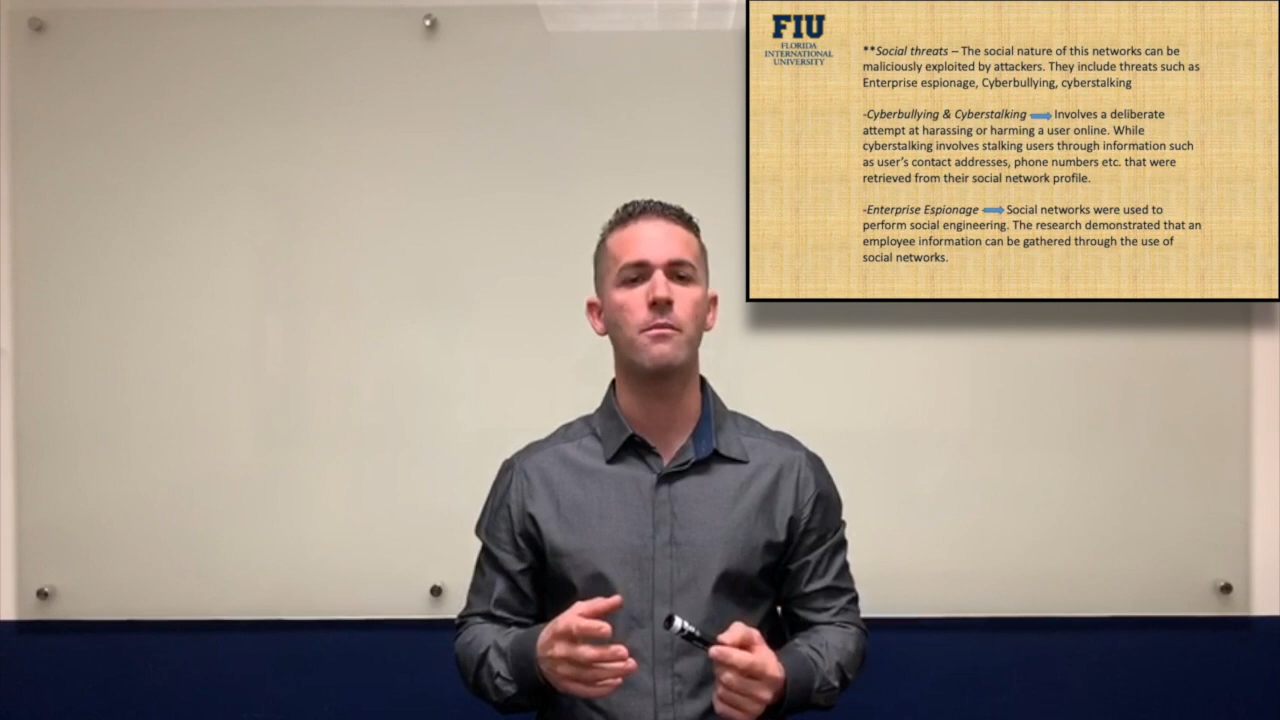 FIU
FLORIDA
INTERNATIONAL
UNIVERSITY
**Social threats – The social nature of this networks can be
maliciously exploited by attackers. They include threats such as
Enterprise espionage, Cyberbullying, cyberstalking
-Cyberbullying & Cyberstalking Involves a deliberate
attempt at harassing or harming a user online. While
cyberstalking involves stalking users through information such
as user’s contact addresses, phone numbers etc. that were
retrieved from their social network profile.
-Enterprise Espionage Social networks were used to
perform social engineering. The research demonstrated that an
employee information can be gathered through the use of
social networks.